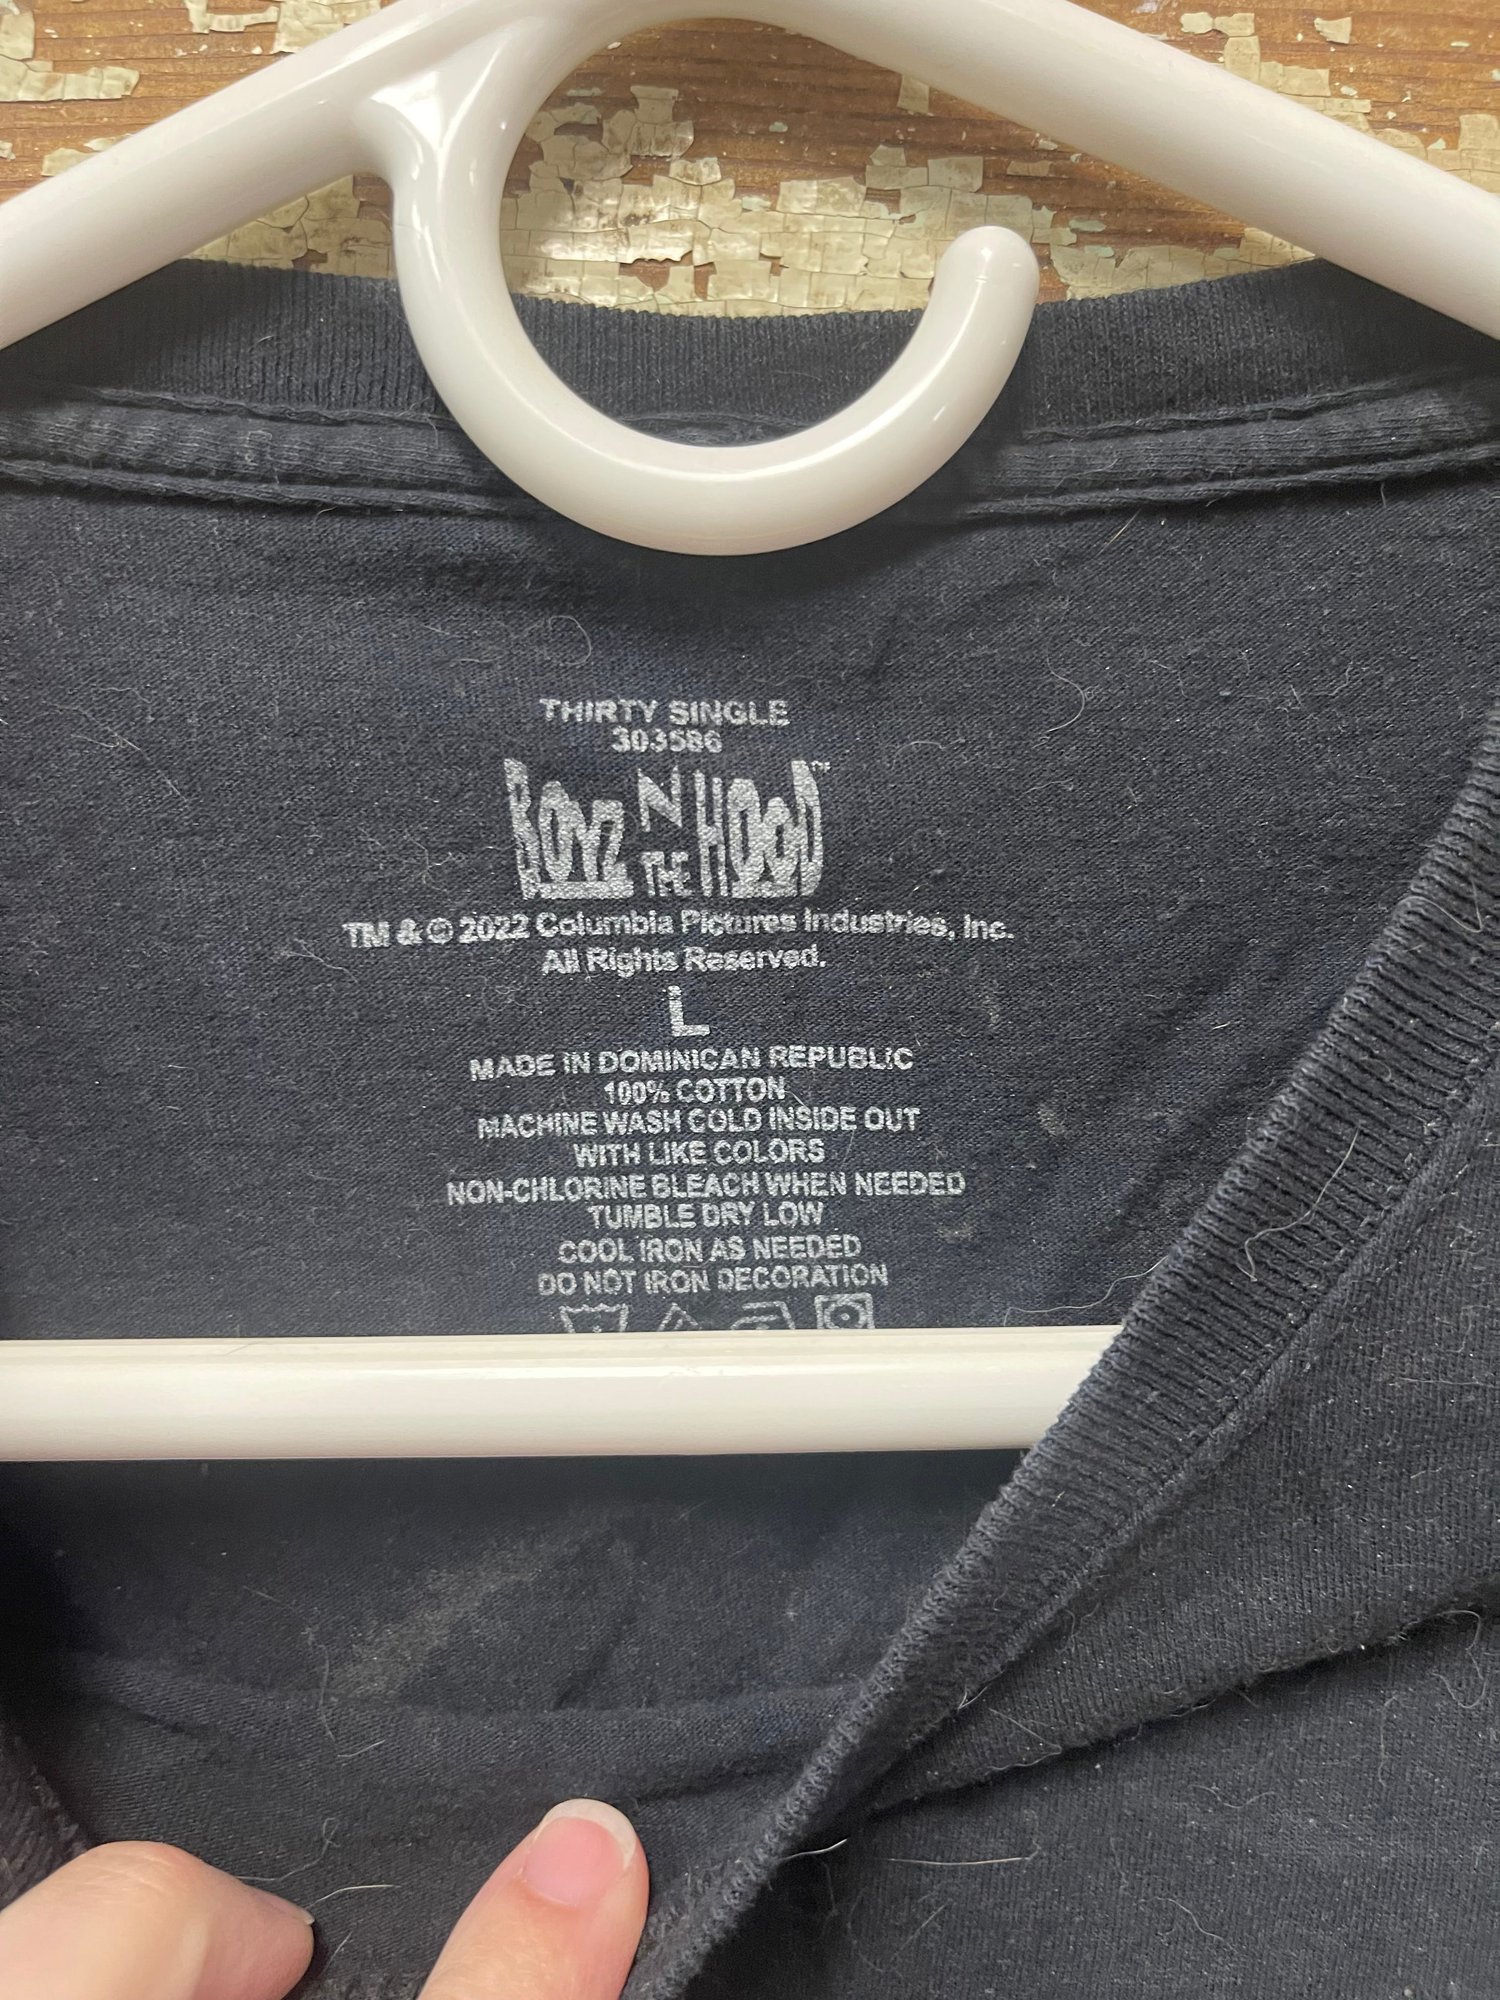 THIRTY SINGLE
303586
BOYZ N THE HOOD™
TM & © 2022 Columbia Pictures Industries, Inc.
All Rights Reserved.
L
MADE IN DOMINICAN REPUBLIC
100% COTTON
MACHINE WASH COLD INSIDE OUT
WITH LIKE COLORS
NON-CHLORINE BLEACH WHEN NEEDED
TUMBLE DRY LOW
COOL IRON AS NEEDED
DO NOT IRON DECORATION